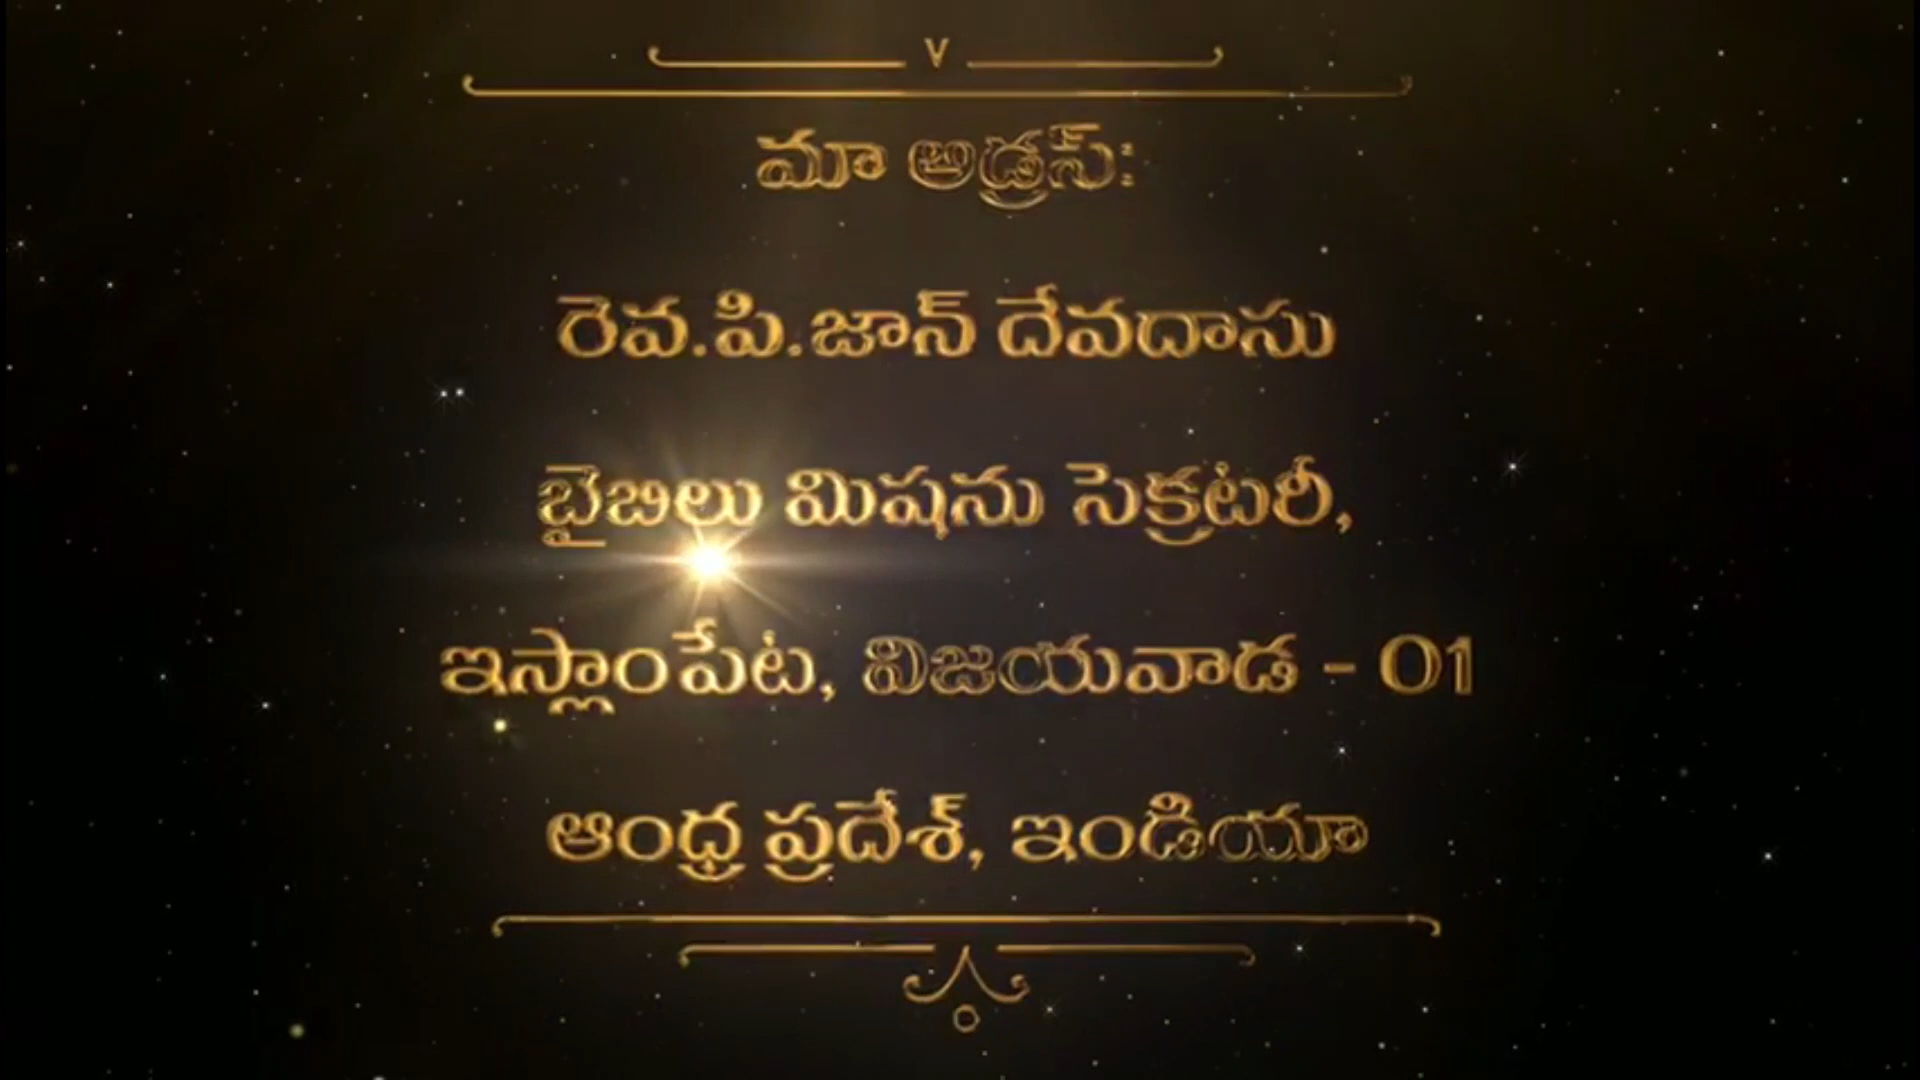 మా అడ్రస్:
రెవ.పి.జాన్ దేవదాసు
బైబిలు మిషను సెక్రటరీ,
ఇస్లాంపేట, విజయవాడ - 01
ఆంధ్ర ప్రదేశ్, ఇండియా